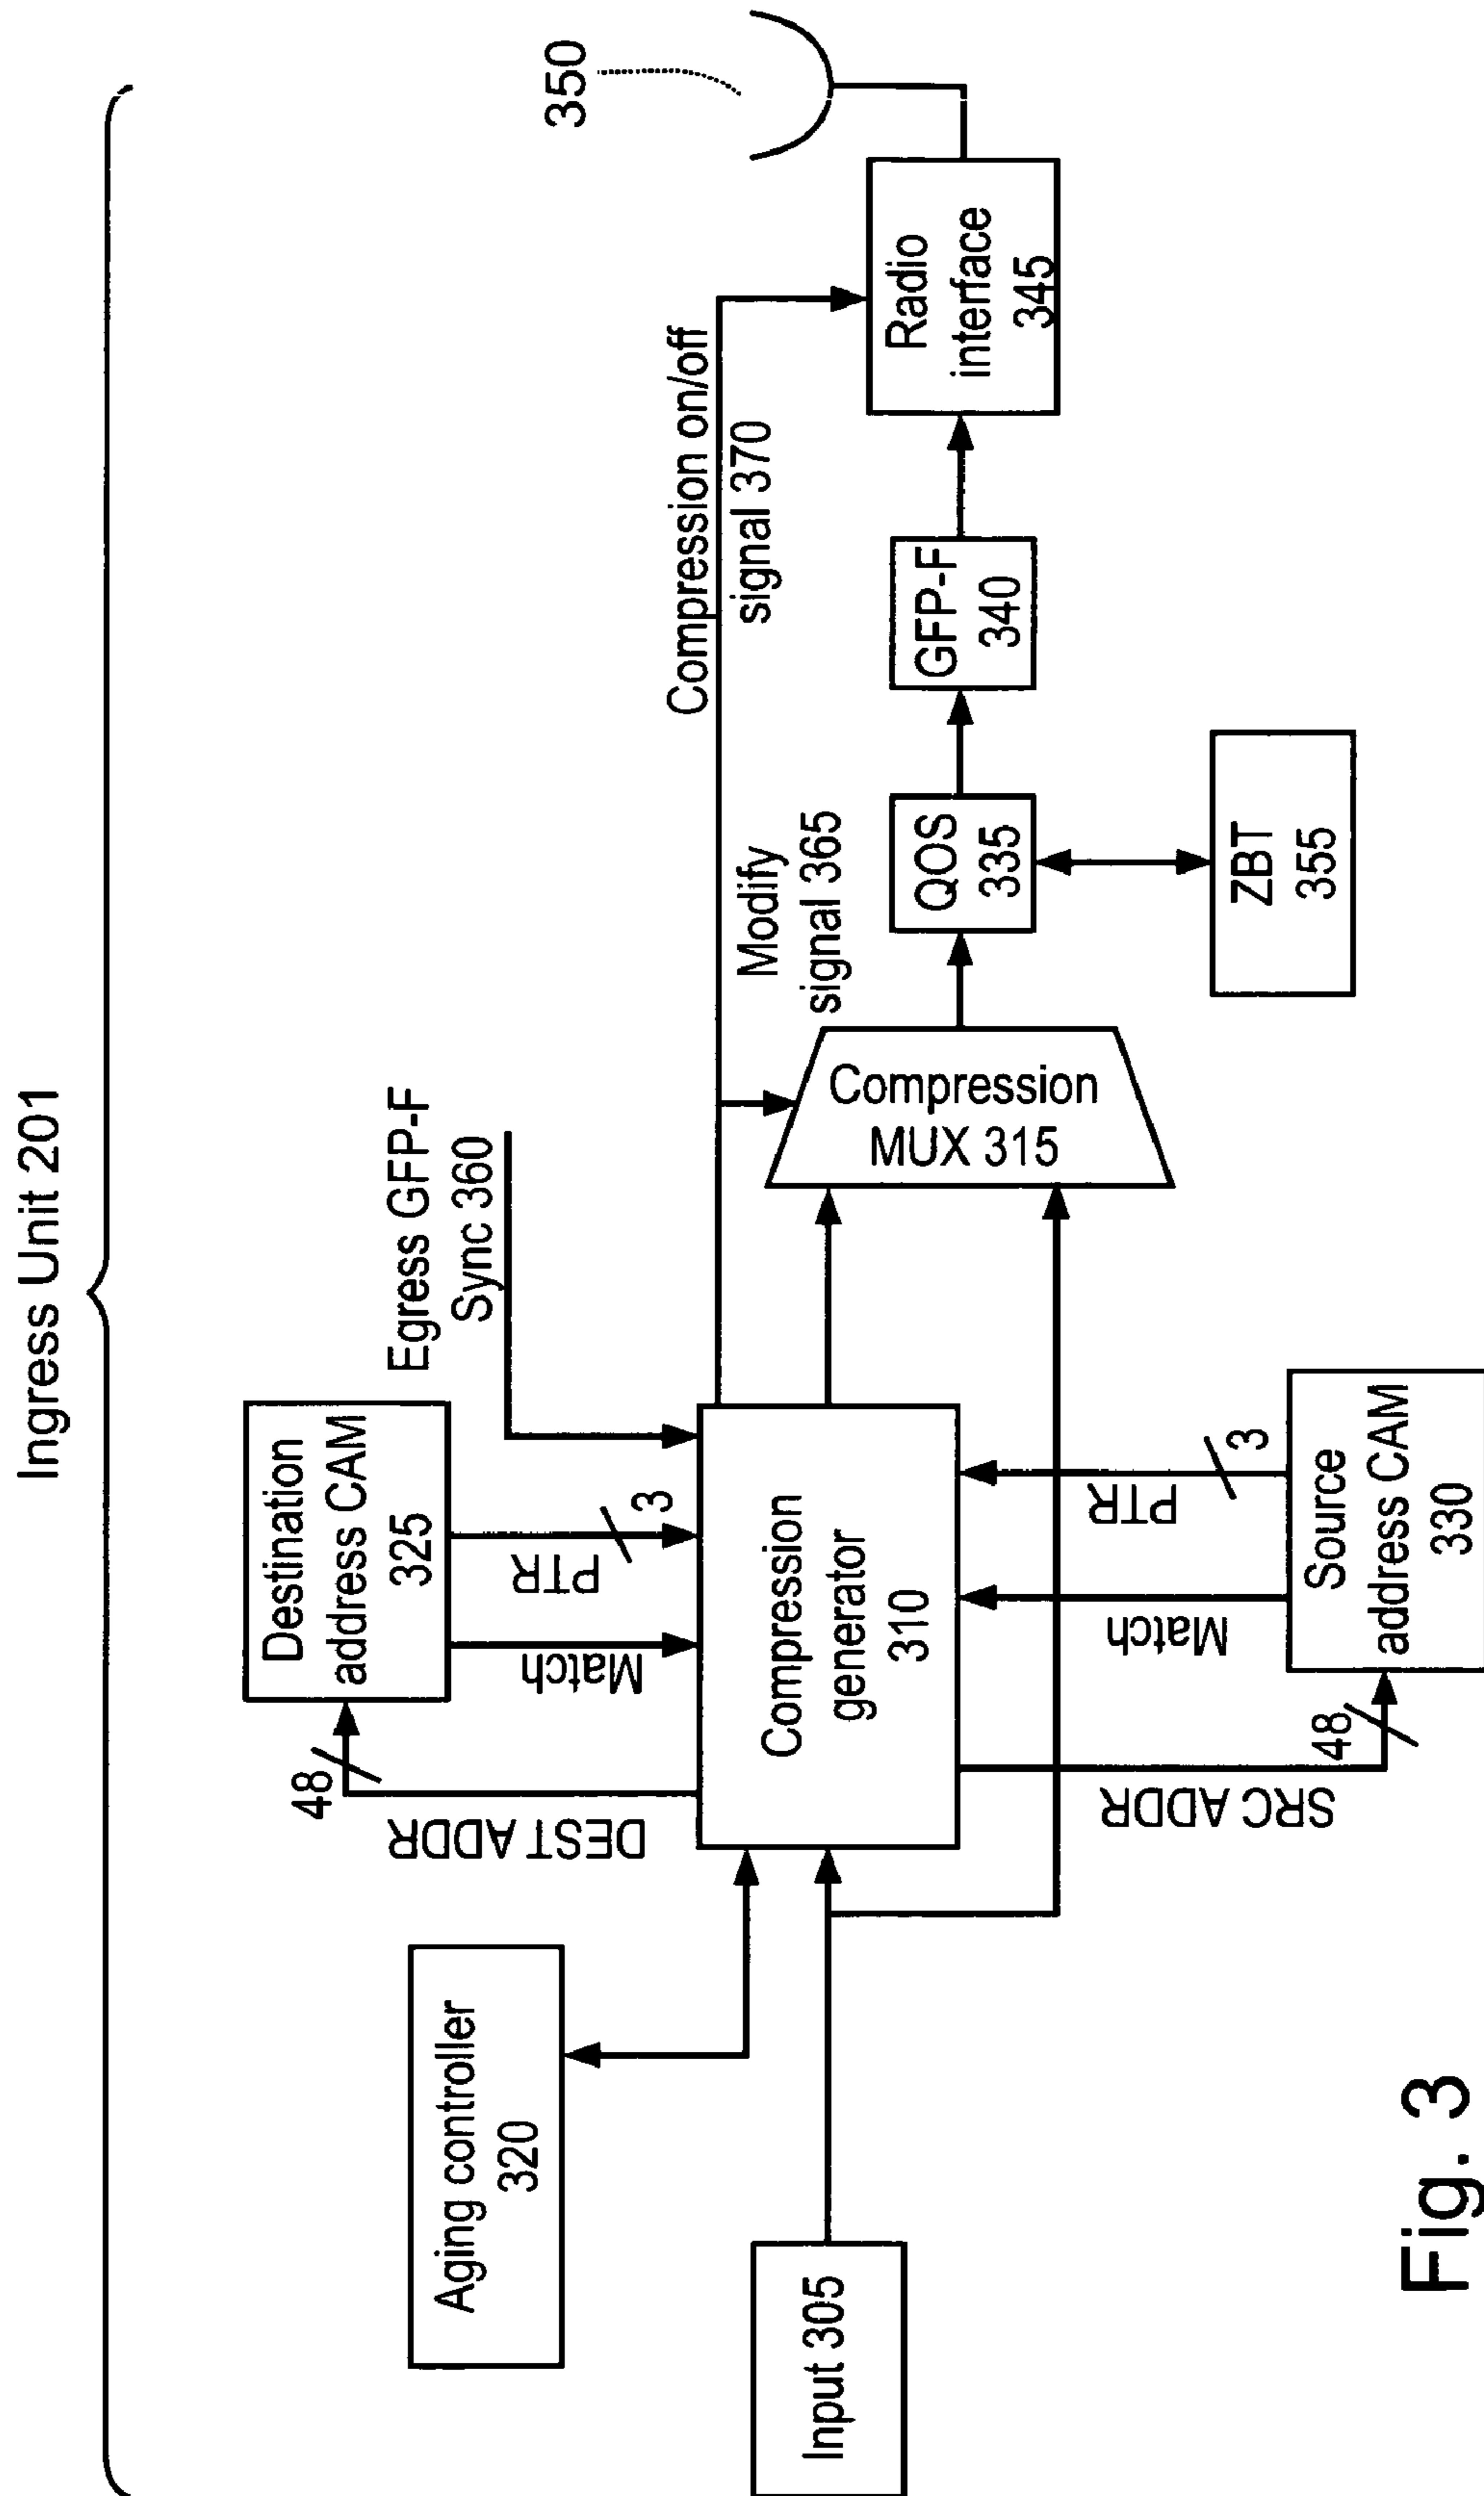 Ingress Unit 201
350
Destination
address CAM
325
Egress GFP-F
Sync 360
48
DEST ADDR
Match
PTR
3
Aging controller
320
Compression on/off
signal 370
Modify
signal 365
Input 305
Compression
generator
310
Compression
MUX 315
QOS
335
GFP-F
340
Radio
interface
345
ZBT
355
SRC ADDR
48
Match
PTR
3
Source
address CAM
330
Fig. 3